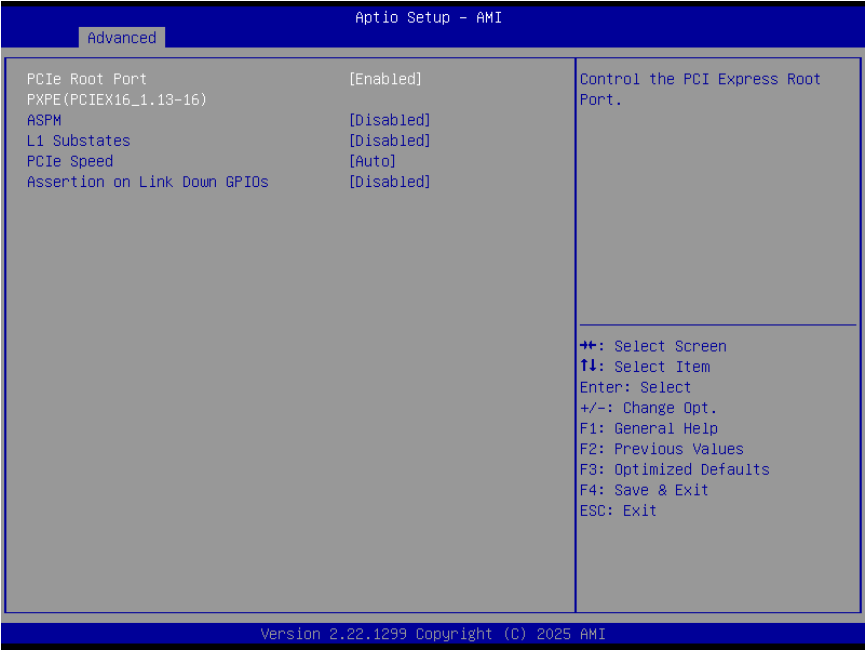 Aptio Setup – AMI
Advanced
PCIe Root Port [Enabled]
PXPE(PCIEX16_1.13-16)
ASPM [Disabled]
L1 Substates [Disabled]
PCIe Speed [Auto]
Assertion on Link Down GPIOs [Disabled]
Control the PCI Express Root
Port.
→←: Select Screen
↑↓: Select Item
Enter: Select
+/-: Change Opt.
F1: General Help
F2: Previous Values
F3: Optimized Defaults
F4: Save & Exit
ESC: Exit
Version 2.22.1299 Copyright (C) 2025 AMI